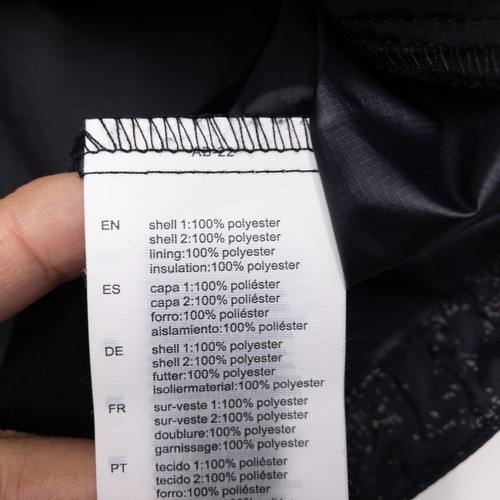 AB-22
EN shell 1:100% polyester
shell 2:100% polyester
lining:100% polyester
insulation:100% polyester
ES capa 1:100% poliéster
capa 2:100% poliéster
forro:100% poliéster
aislamiento:100% poliéster
DE shell 1:100% polyester
shell 2:100% polyester
futter:100% polyester
isoliermaterial:100% polyester
FR sur-veste 1:100% polyester
sur-veste 2:100% polyester
doublure:100% polyester
garnissage:100% polyester
PT tecido 1:100% poliéster
tecido 2:100% poliéster
forro:100% poliéster